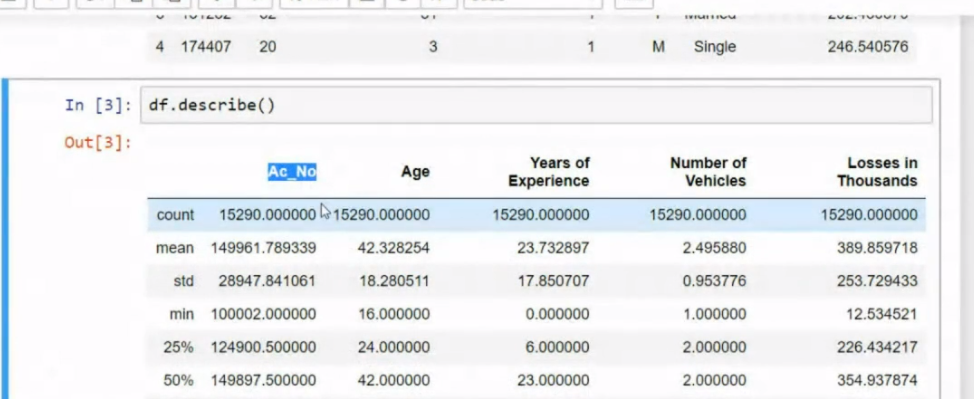 4 174407 20 3 1 M Single 246.540576
In [3]: df.describe()
Out[3]:
Ac_No Age Years of Experience Number of Vehicles Losses in Thousands
count 15290.000000 15290.000000 15290.000000 15290.000000 15290.000000
mean 149961.789339 42.328254 23.732897 2.495880 389.859718
std 28947.841061 18.280511 17.850707 0.953776 253.729433
min 100002.000000 16.000000 0.000000 1.000000 12.534521
25% 124900.500000 24.000000 6.000000 2.000000 226.434217
50% 149897.500000 42.000000 23.000000 2.000000 354.937874